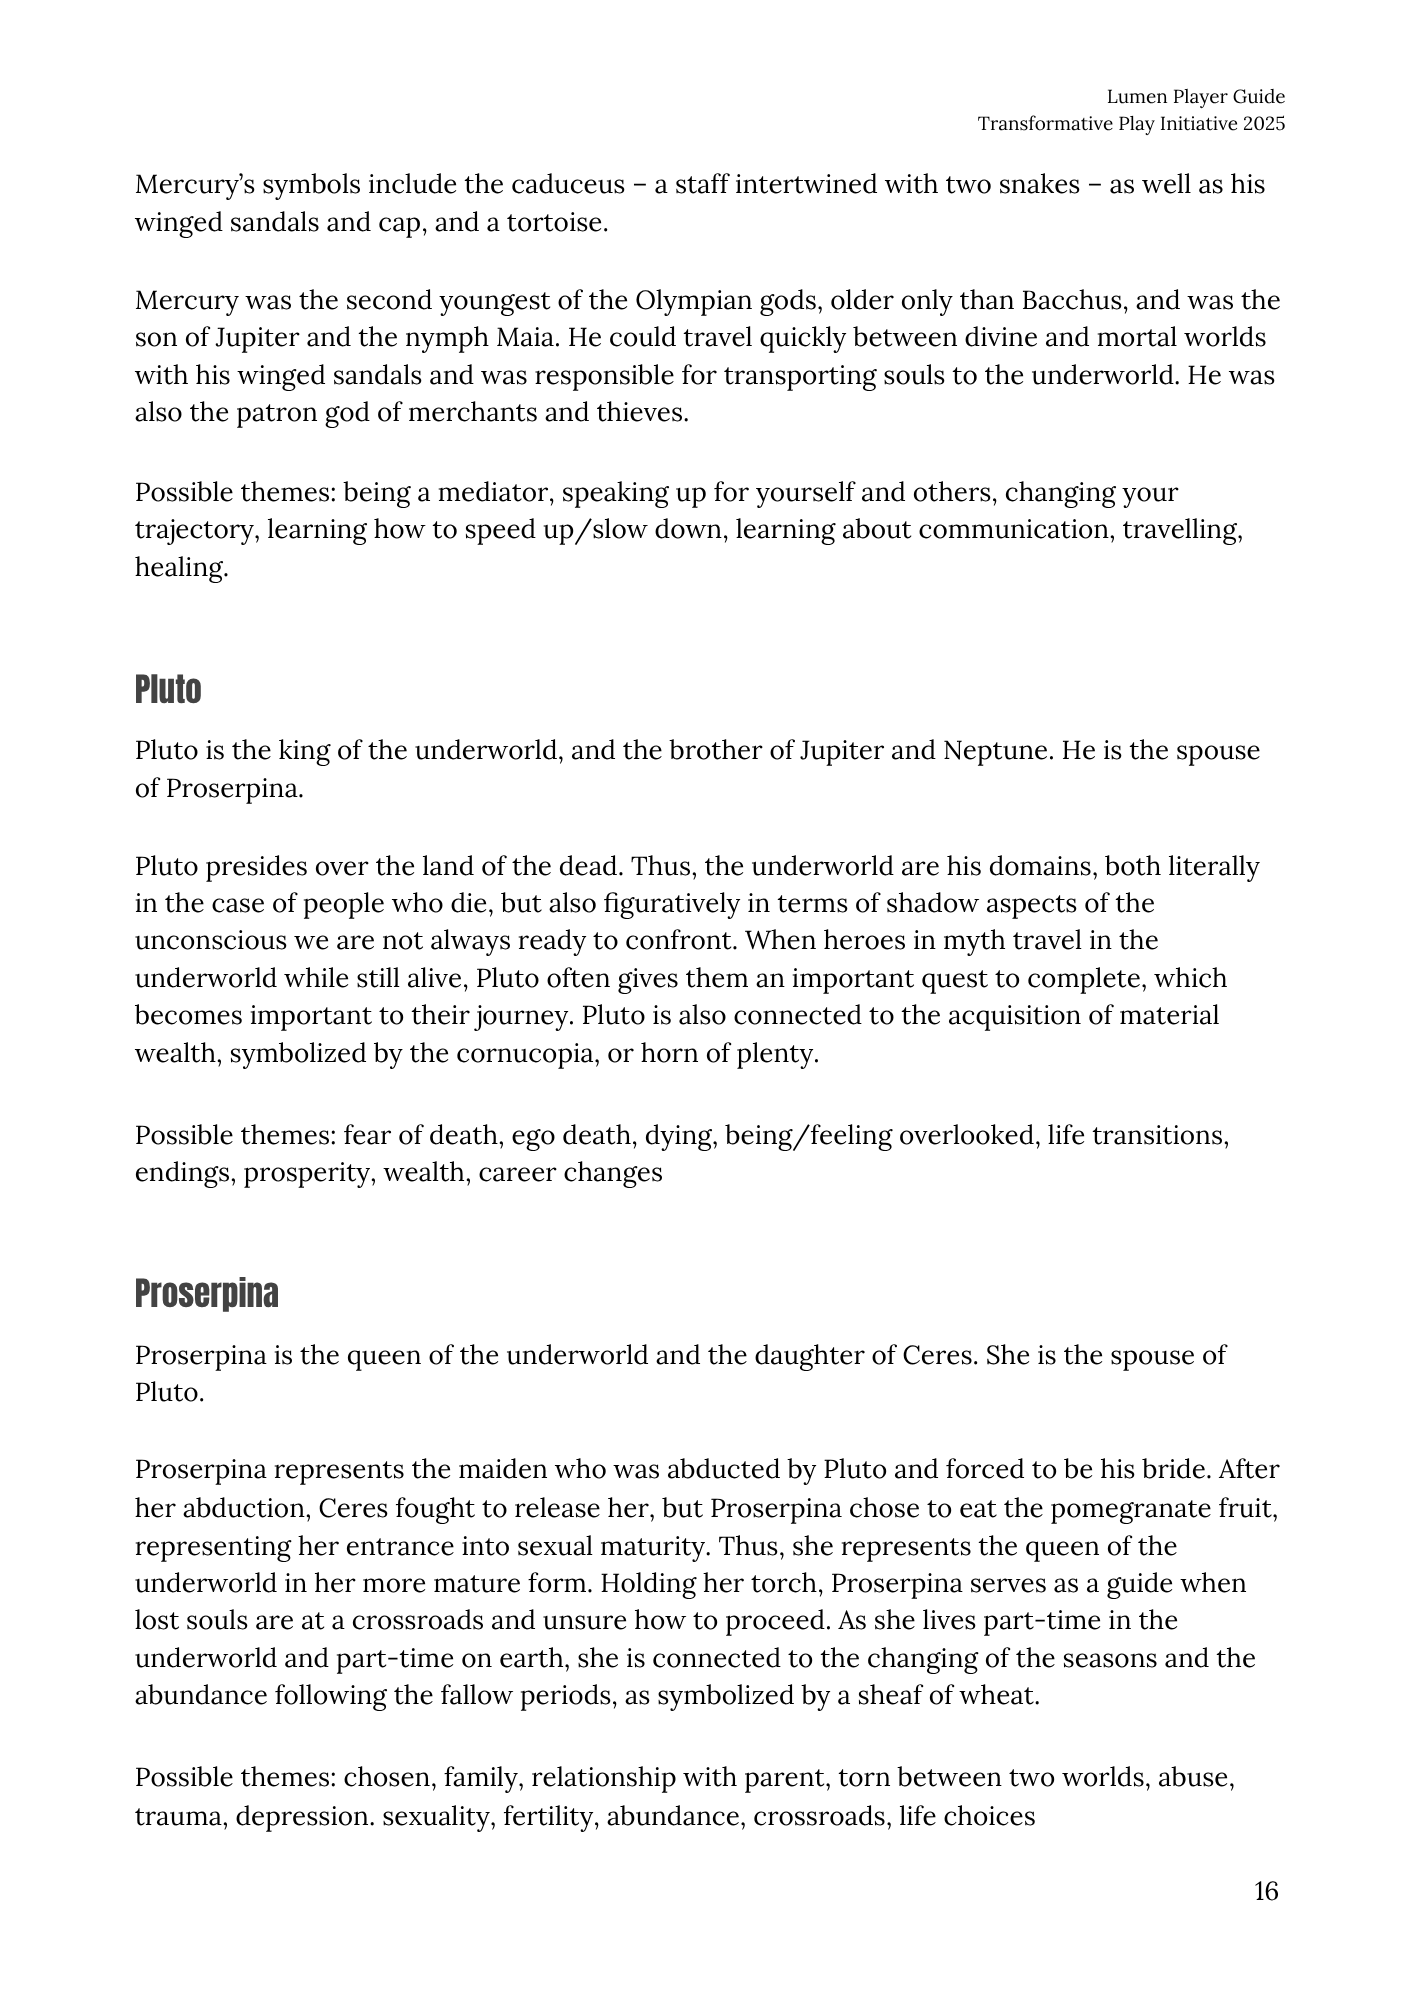 Lumen Player Guide
Transformative Play Initiative 2025
Mercury’s symbols include the caduceus – a staff intertwined with two snakes – as well as his
winged sandals and cap, and a tortoise.
Mercury was the second youngest of the Olympian gods, older only than Bacchus, and was the
son of Jupiter and the nymph Maia. He could travel quickly between divine and mortal worlds
with his winged sandals and was responsible for transporting souls to the underworld. He was
also the patron god of merchants and thieves.
Possible themes: being a mediator, speaking up for yourself and others, changing your
trajectory, learning how to speed up/slow down, learning about communication, travelling,
healing.
Pluto
Pluto is the king of the underworld, and the brother of Jupiter and Neptune. He is the spouse
of Proserpina.
Pluto presides over the land of the dead. Thus, the underworld are his domains, both literally
in the case of people who die, but also figuratively in terms of shadow aspects of the
unconscious we are not always ready to confront. When heroes in myth travel in the
underworld while still alive, Pluto often gives them an important quest to complete, which
becomes important to their journey. Pluto is also connected to the acquisition of material
wealth, symbolized by the cornucopia, or horn of plenty.
Possible themes: fear of death, ego death, dying, being/feeling overlooked, life transitions,
endings, prosperity, wealth, career changes
Proserpina
Proserpina is the queen of the underworld and the daughter of Ceres. She is the spouse of
Pluto.
Proserpina represents the maiden who was abducted by Pluto and forced to be his bride. After
her abduction, Ceres fought to release her, but Proserpina chose to eat the pomegranate fruit,
representing her entrance into sexual maturity. Thus, she represents the queen of the
underworld in her more mature form. Holding her torch, Proserpina serves as a guide when
lost souls are at a crossroads and unsure how to proceed. As she lives part-time in the
underworld and part-time on earth, she is connected to the changing of the seasons and the
abundance following the fallow periods, as symbolized by a sheaf of wheat.
Possible themes: chosen, family, relationship with parent, torn between two worlds, abuse,
trauma, depression. sexuality, fertility, abundance, crossroads, life choices
16